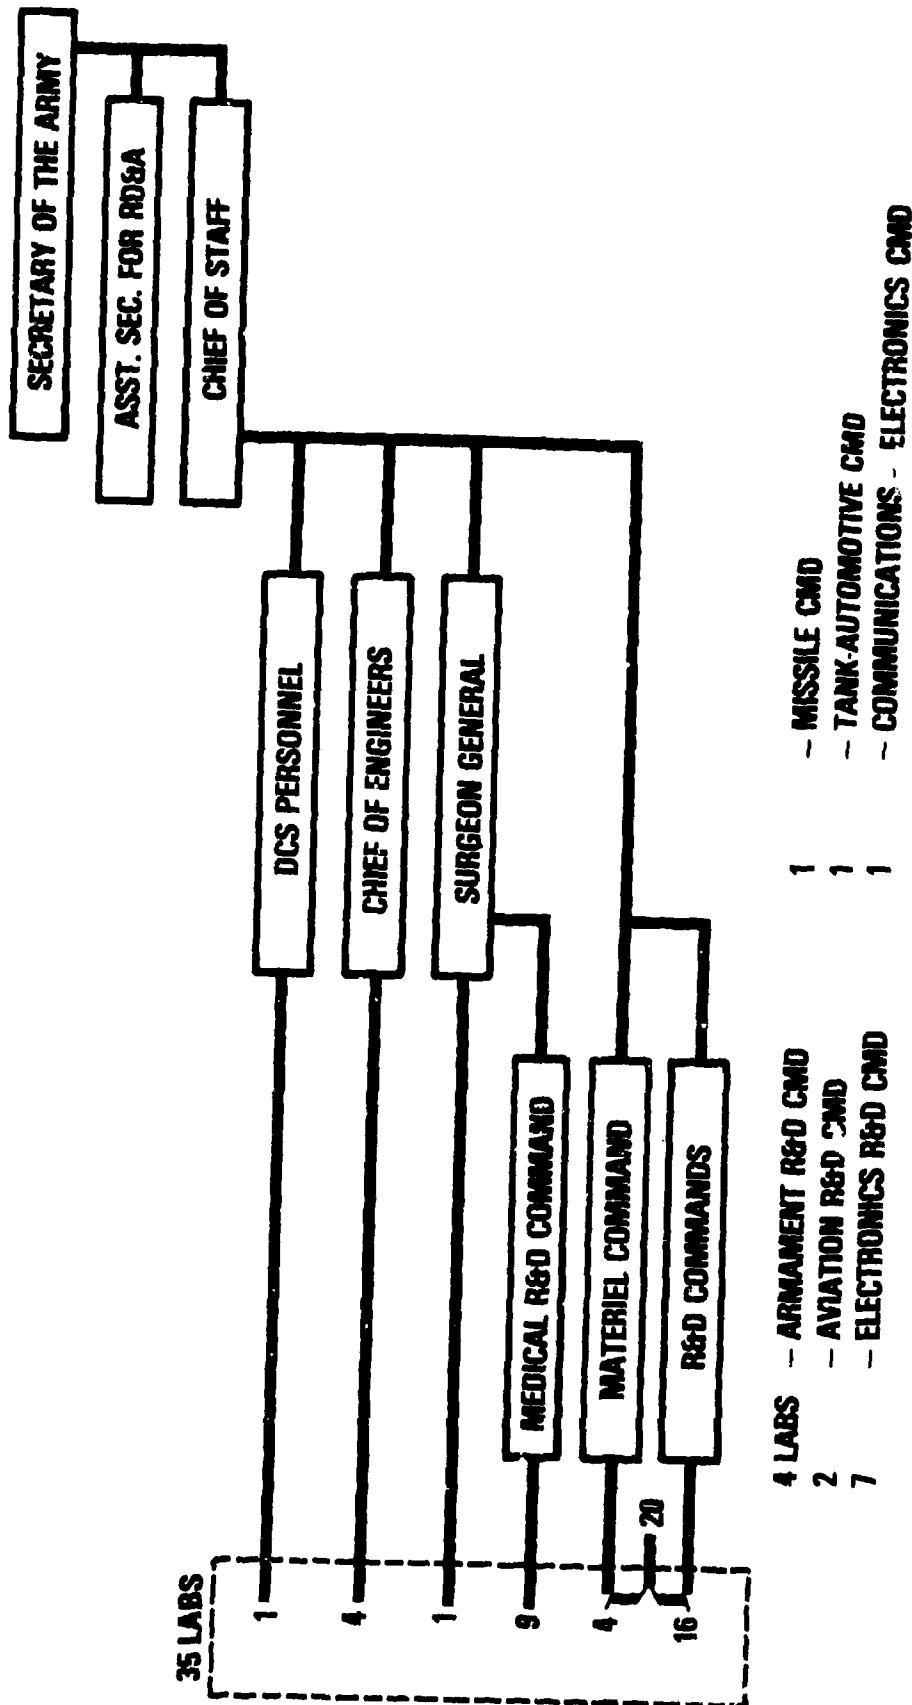 SECRETARY OF THE ARMY
ASST. SEC. FOR RD&A
CHIEF OF STAFF
DCS PERSONNEL
CHIEF OF ENGINEERS
SURGEON GENERAL
MEDICAL R&D COMMAND
MATERIEL COMMAND
R&D COMMANDS
35 LABS
1
4
1
9
4
20
16
4 LABS – ARMAMENT R&D CMD
2 – AVIATION R&D CMD
7 – ELECTRONICS R&D CMD
1 – MISSILE CMD
1 – TANK-AUTOMOTIVE CMD
1 – COMMUNICATIONS - ELECTRONICS CMD